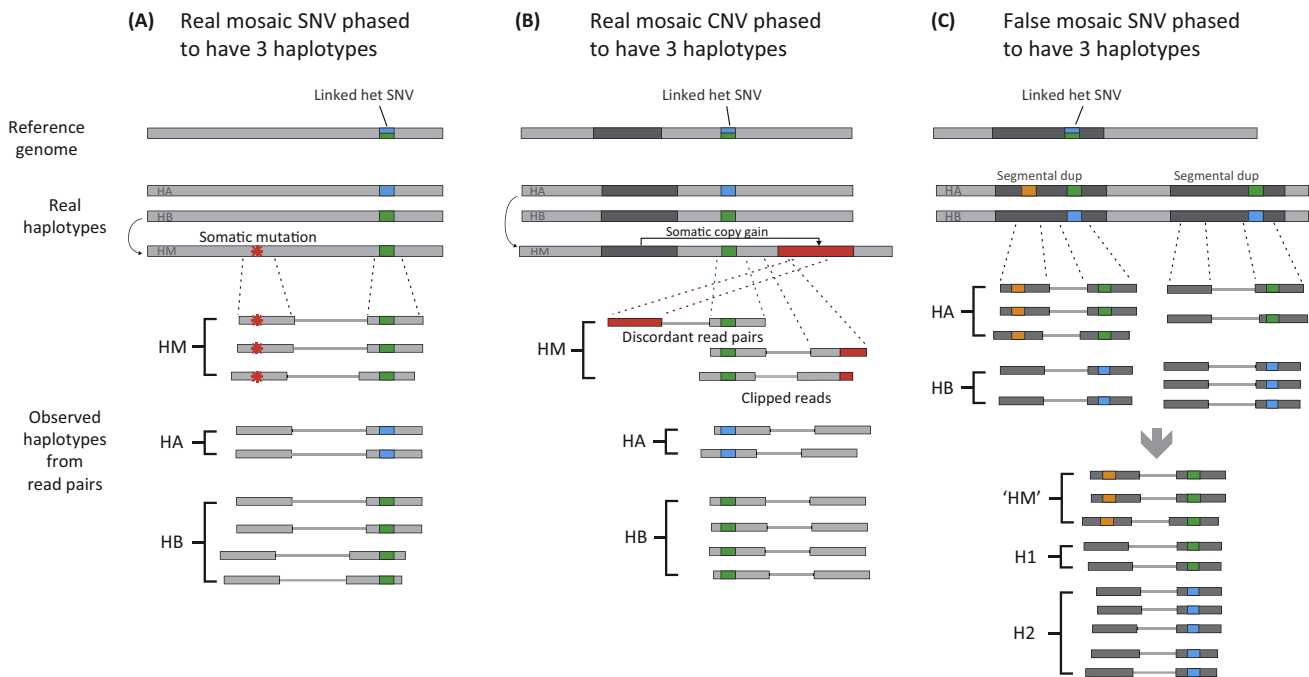 (A) Real mosaic SNV phased
to have 3 haplotypes
(B) Real mosaic CNV phased
to have 3 haplotypes
(C) False mosaic SNV phased
to have 3 haplotypes
Linked het SNV
Linked het SNV
Linked het SNV
Reference
genome
Real
haplotypes
HA
HB
Somatic mutation
HM
HA
HB
Somatic copy gain
HM
Segmental dup
Segmental dup
HA
HB
Observed
haplotypes
from
read pairs
HM
HA
HB
HM
Discordant read pairs
Clipped reads
HA
HB
HA
HB
‘HM’
H1
H2